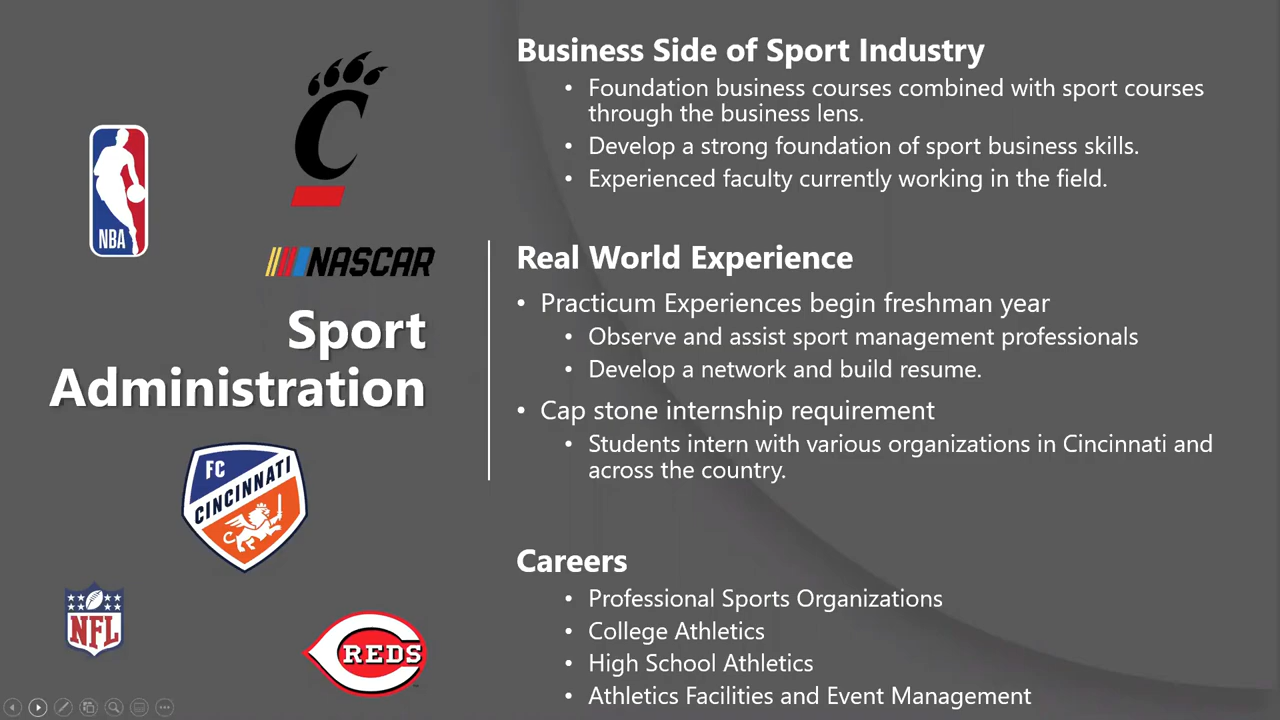 Business Side of Sport Industry
• Foundation business courses combined with sport courses
through the business lens.
• Develop a strong foundation of sport business skills.
• Experienced faculty currently working in the field.
NBA
NASCAR
Real World Experience
• Practicum Experiences begin freshman year
• Observe and assist sport management professionals
• Develop a network and build resume.
• Cap stone internship requirement
• Students intern with various organizations in Cincinnati and
across the country.
Sport
Administration
FC
CINCINNATI
NFL
REDS
Careers
• Professional Sports Organizations
• College Athletics
• High School Athletics
• Athletics Facilities and Event Management